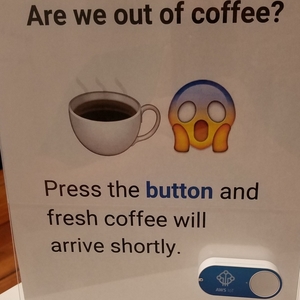 Are we out of coffee?
Press the button and
fresh coffee will
arrive shortly.